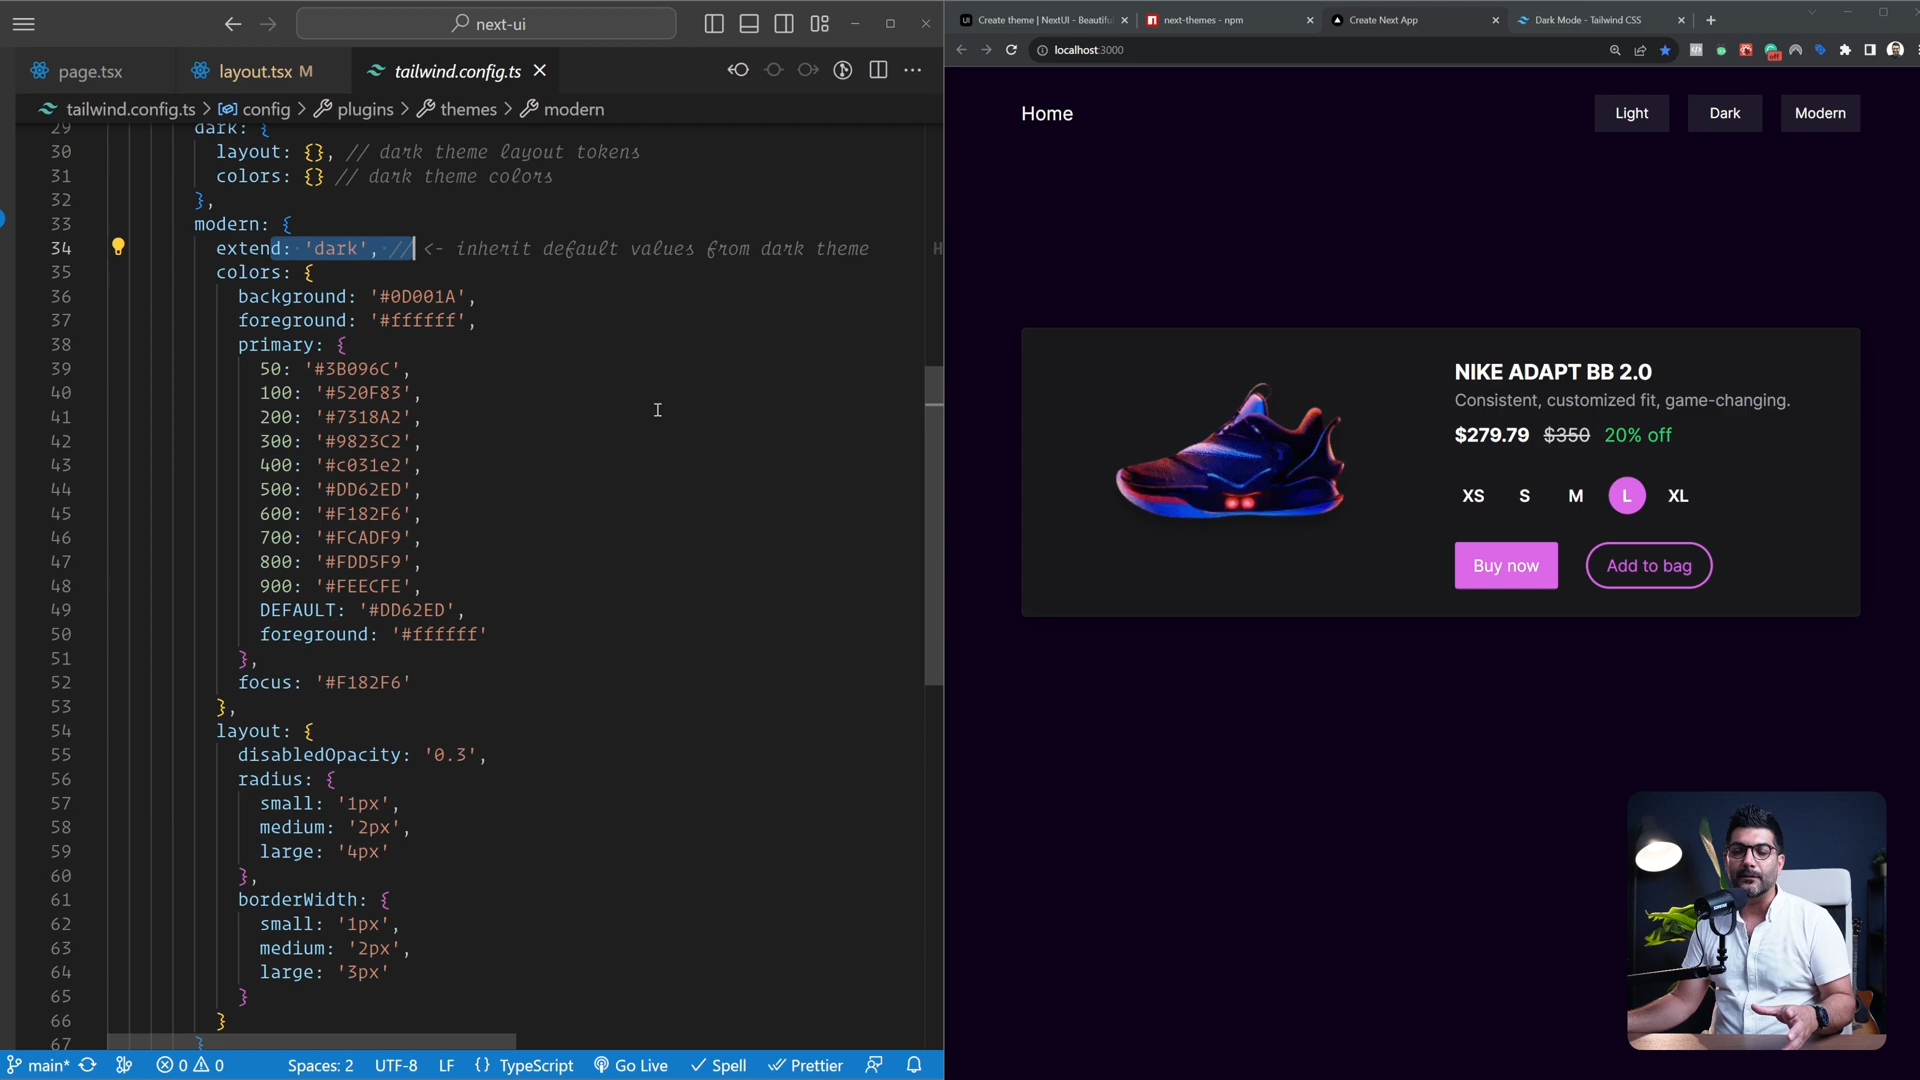 next-ui
page.tsx
layout.tsx M
tailwind.config.ts
tailwind.config.ts > config > plugins > themes > modern
29 dark: {
30 layout: {}, // dark theme layout tokens
31 colors: {} // dark theme colors
32 },
33 modern: {
34 extend: 'dark', // <- inherit default values from dark theme
35 colors: {
36 background: '#0D001A',
37 foreground: '#ffffff',
38 primary: {
39 50: '#3B096C',
40 100: '#520F83',
41 200: '#7318A2',
42 300: '#9823C2',
43 400: '#c031e2',
44 500: '#DD62ED',
45 600: '#F182F6',
46 700: '#FCADF9',
47 800: '#FDD5F9',
48 900: '#FEECFE',
49 DEFAULT: '#DD62ED',
50 foreground: '#ffffff'
51 },
52 focus: '#F182F6'
53 },
54 layout: {
55 disabledOpacity: '0.3',
56 radius: {
57 small: '1px',
58 medium: '2px',
59 large: '4px'
60 },
61 borderWidth: {
62 small: '1px',
63 medium: '2px',
64 large: '3px'
65 }
66 }
67 }
main* 0 0 Spaces: 2 UTF-8 LF {} TypeScript Go Live Spell Prettier
Create theme | NextUI - Beautiful
next-themes - npm
Create Next App
Dark Mode - Tailwind CSS
localhost:3000
Home
Light
Dark
Modern
NIKE ADAPT BB 2.0
Consistent, customized fit, game-changing.
$279.79 $350 20% off
XS S M L XL
Buy now
Add to bag